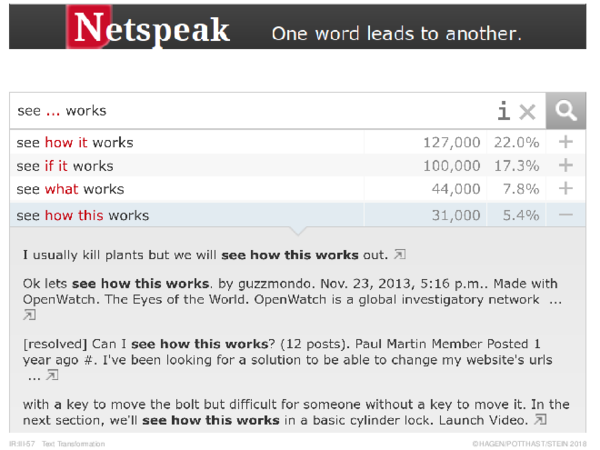 Netspeak One word leads to another.
see ... works i
see how it works 127,000 22.0% +
see if it works 100,000 17.3% +
see what works 44,000 7.8% +
see how this works 31,000 5.4% −
I usually kill plants but we will see how this works out.
Ok lets see how this works. by guzzmondo. Nov. 23, 2013, 5:16 p.m.. Made with
OpenWatch. The Eyes of the World. OpenWatch is a global investigatory network ...
[resolved] Can I see how this works? (12 posts). Paul Martin Member Posted 1
year ago #. I've been looking for a solution to be able to change my website's urls
...
with a key to move the bolt but difficult for someone without a key to move it. In the
next section, we'll see how this works in a basic cylinder lock. Launch Video.
IR:III-57 Text Transformation ©HAGEN/POTTHAST/STEIN 2018